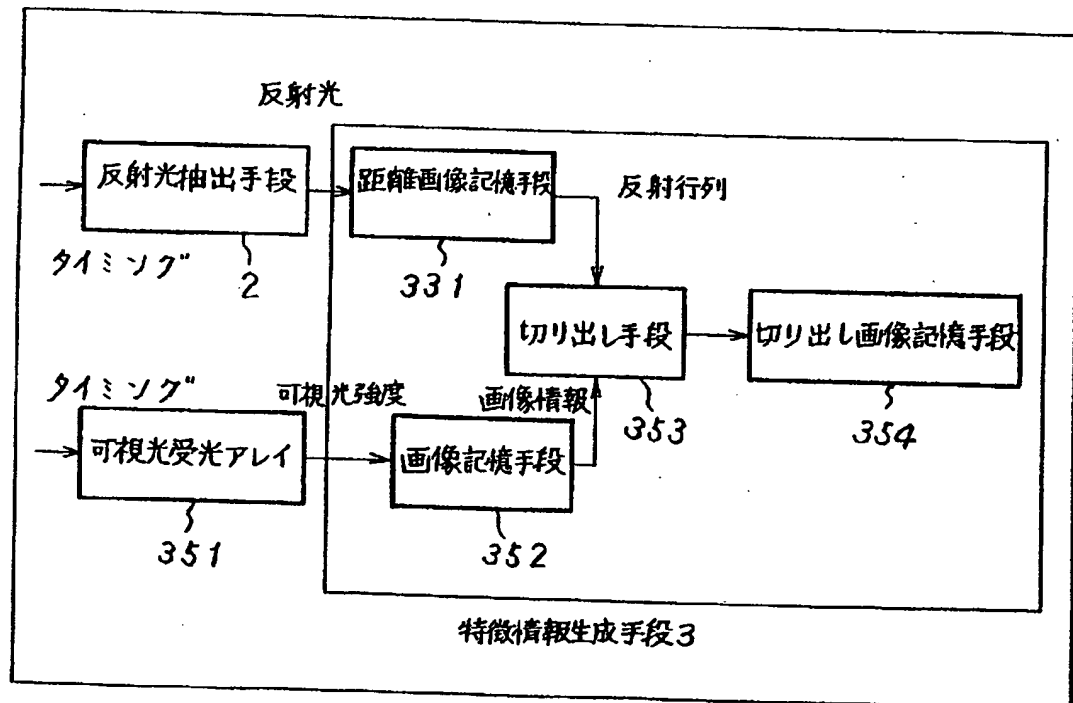 反射光
反射光抽出手段
距離画像記憶手段
反射行列
タイミング
2
331
切り出し手段
切り出し画像記憶手段
タイミング
可視光強度
画像情報
353
354
可視光受光アレイ
画像記憶手段
351
352
特徴情報生成手段3